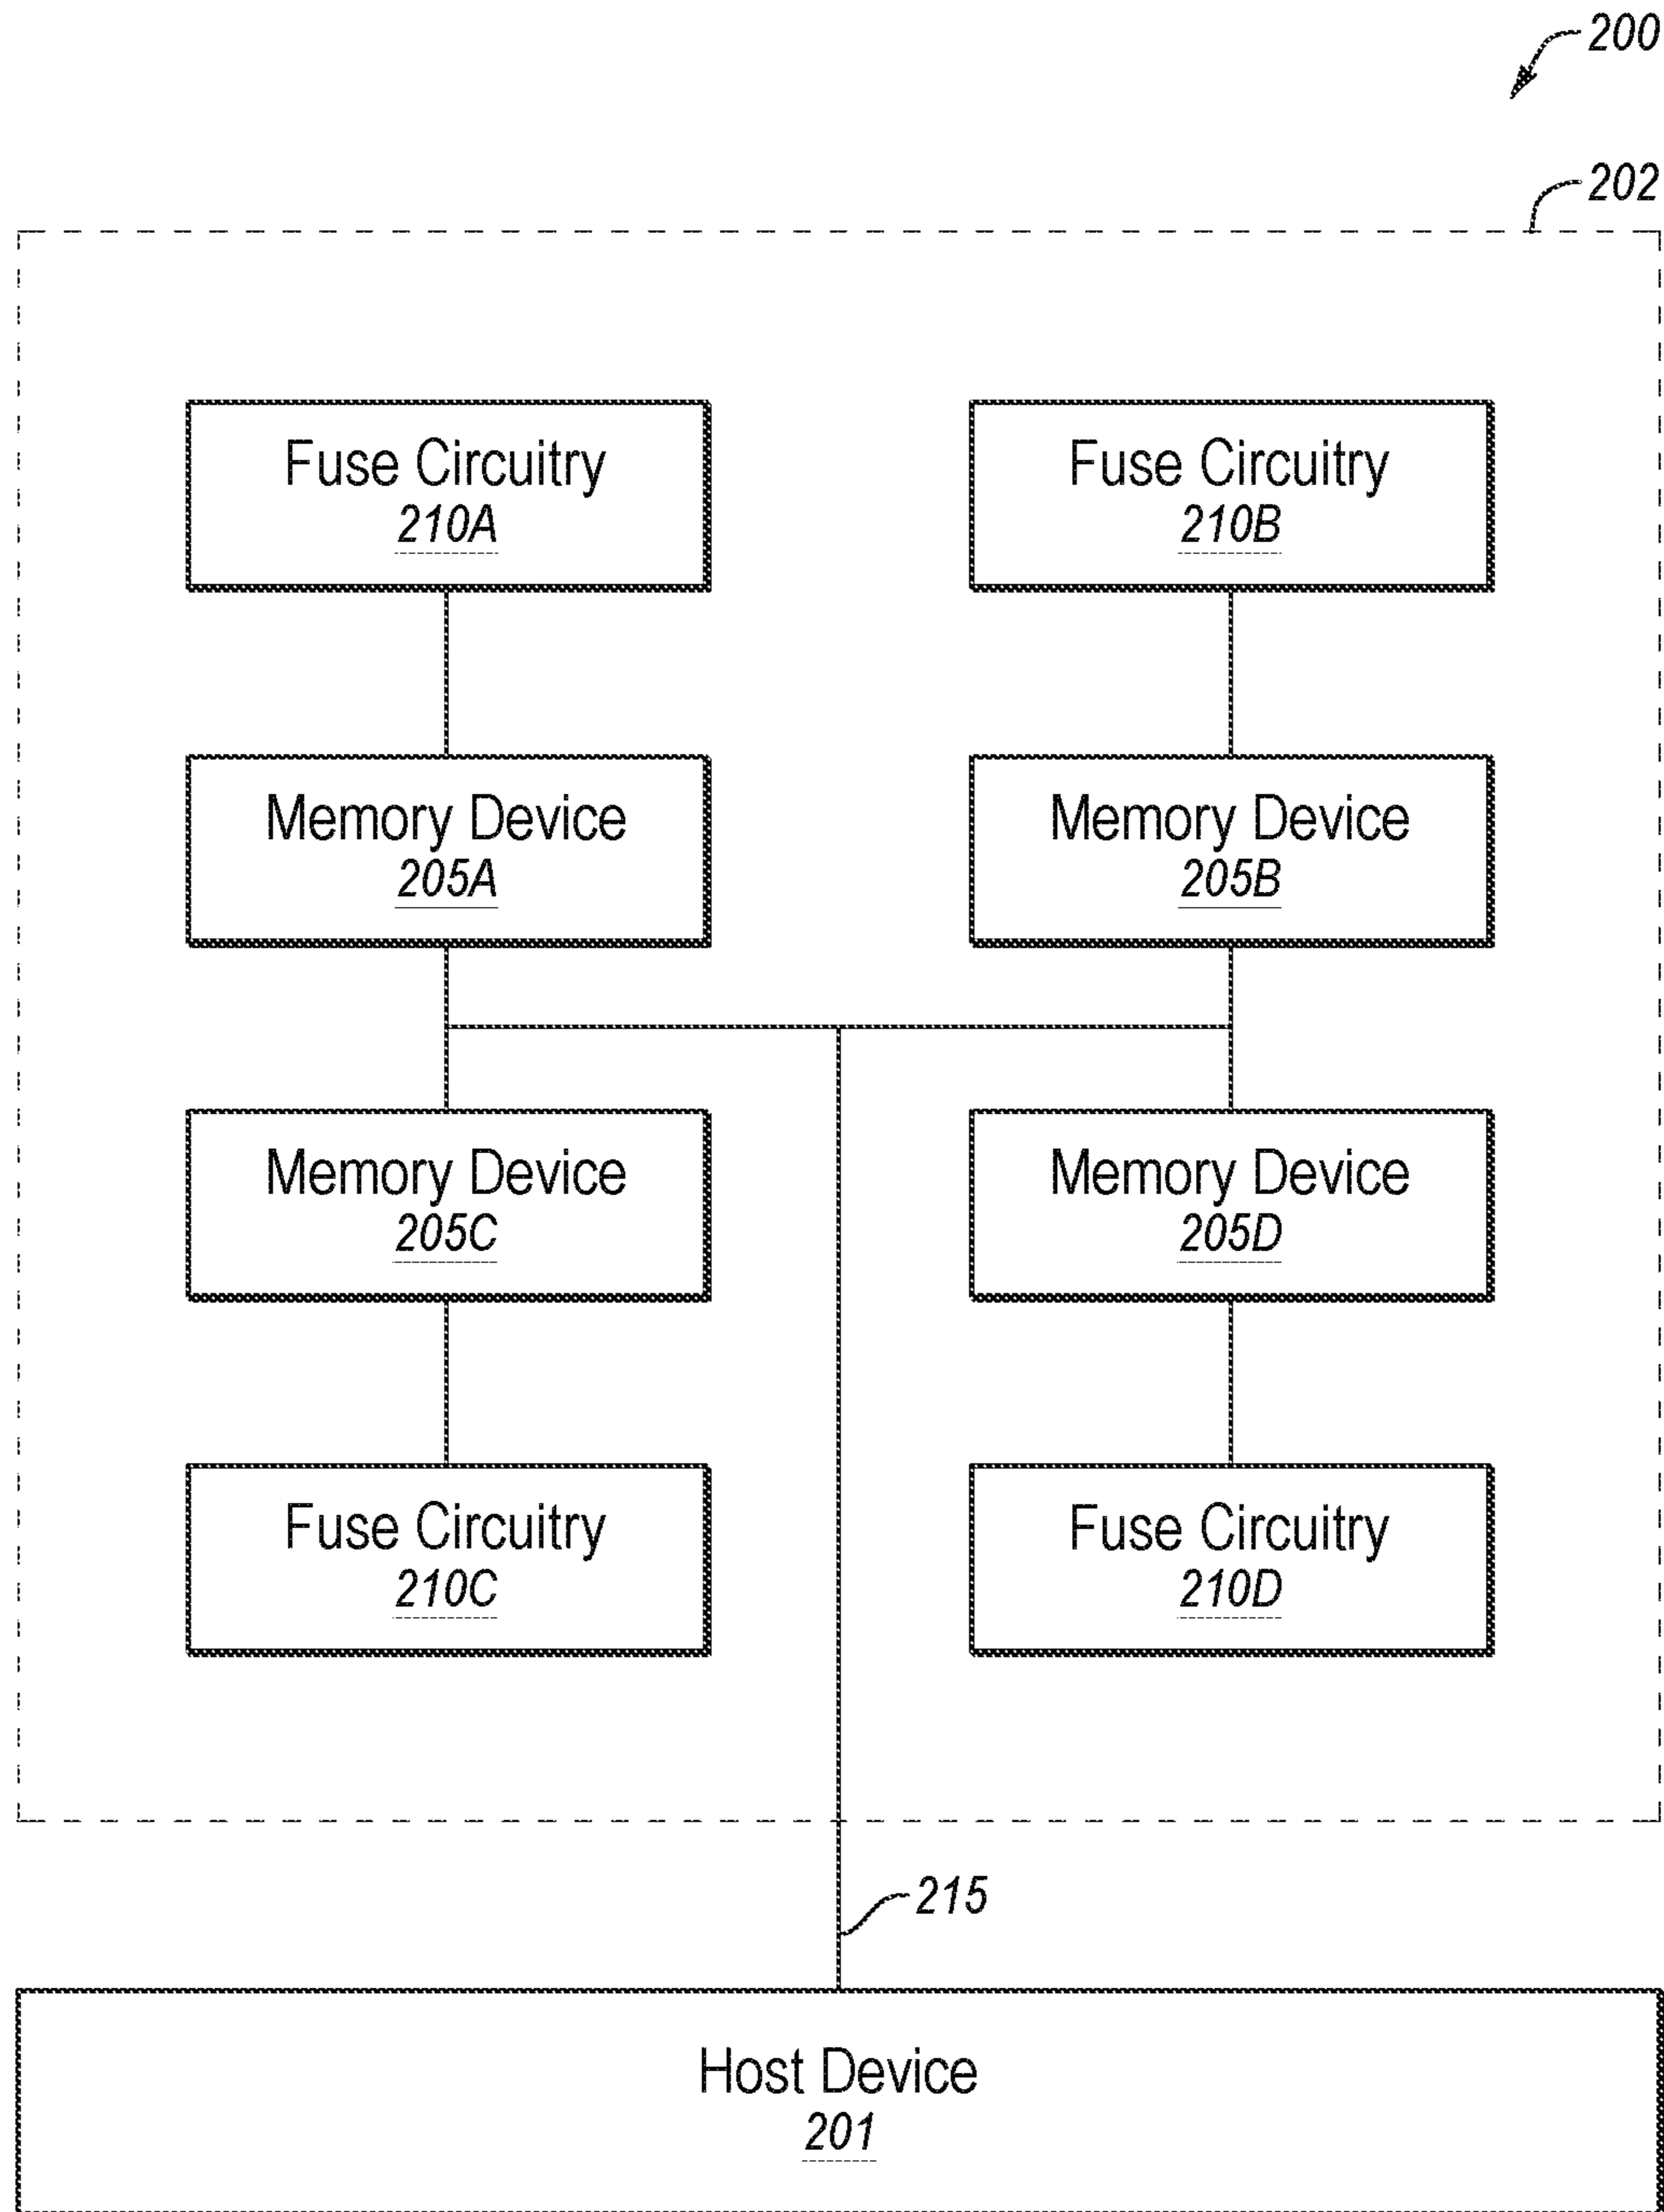 200
202
Fuse Circuitry
210A
Fuse Circuitry
210B
Memory Device
205A
Memory Device
205B
Memory Device
205C
Memory Device
205D
Fuse Circuitry
210C
Fuse Circuitry
210D
215
Host Device
201